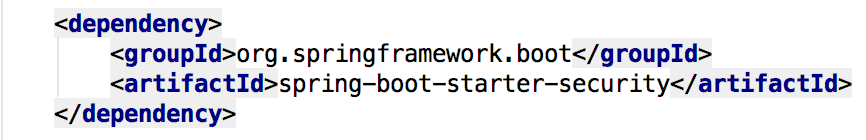 <dependency>
    <groupId>org.springframework.boot</groupId>
    <artifactId>spring-boot-starter-security</artifactId>
</dependency>